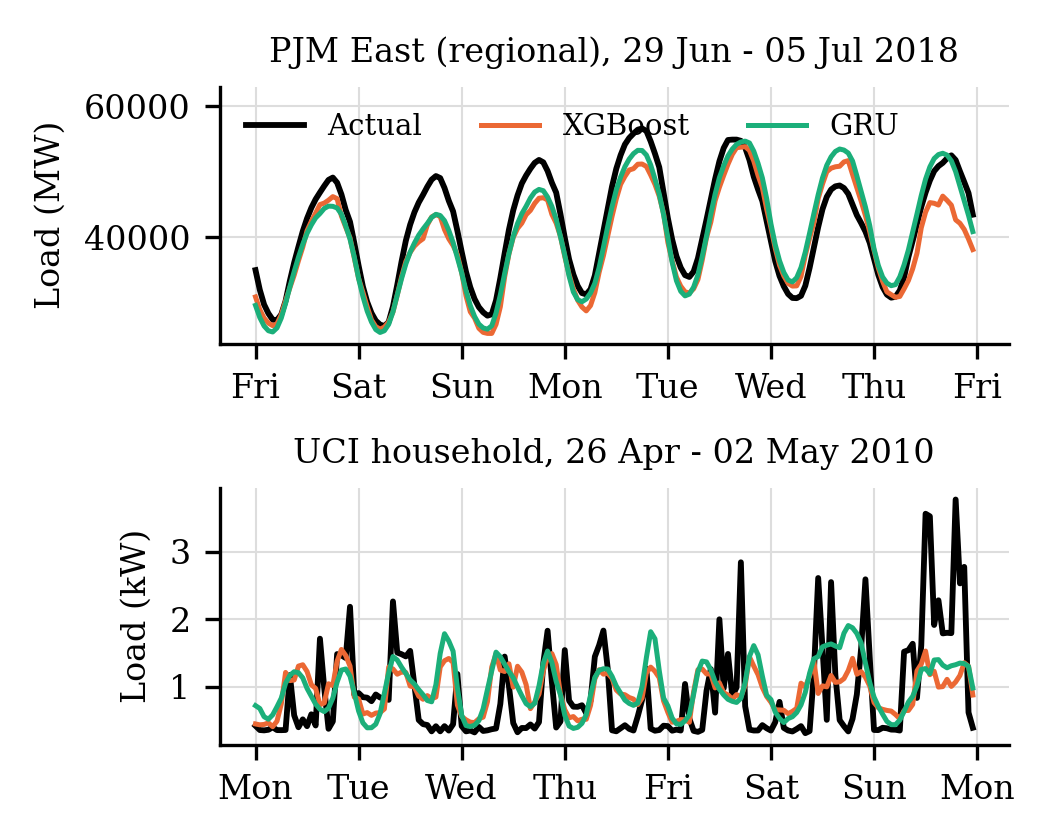 PJM East (regional), 29 Jun - 05 Jul 2018
Load (MW)
60000
40000
Actual XGBoost GRU
Fri Sat Sun Mon Tue Wed Thu Fri
UCI household, 26 Apr - 02 May 2010
Load (kW)
3
2
1
Mon Tue Wed Thu Fri Sat Sun Mon